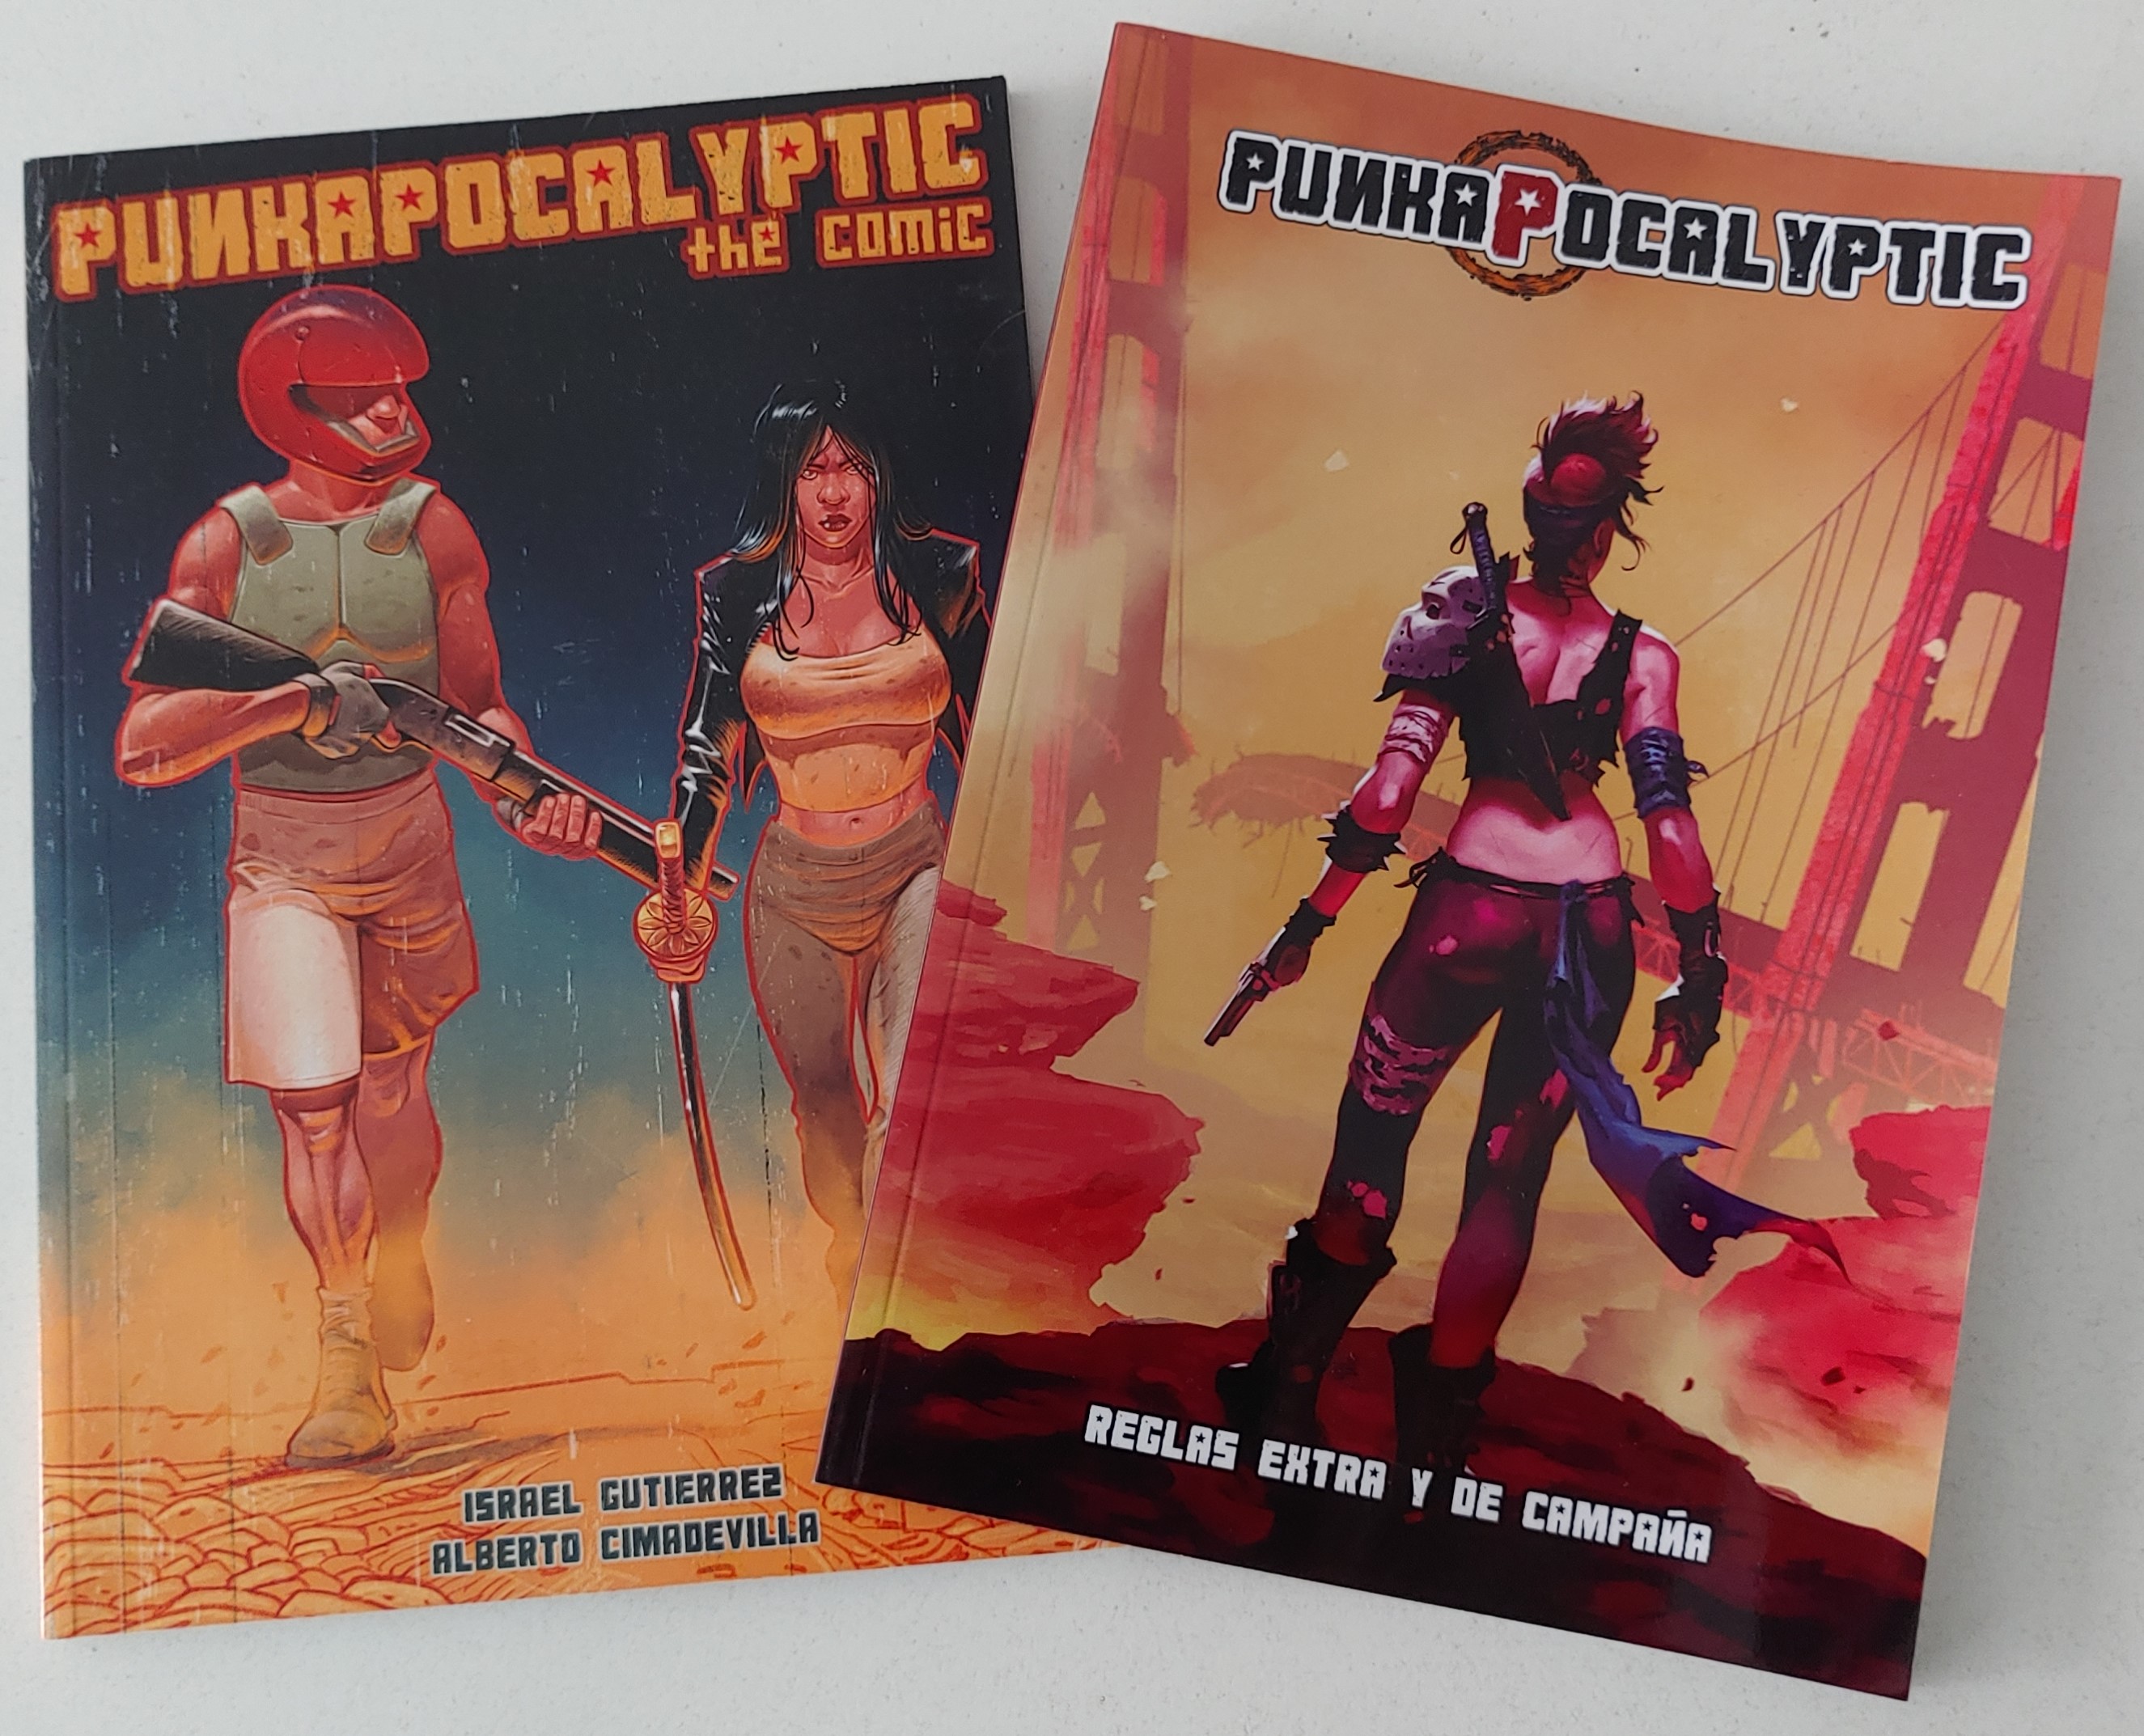 PUNKAPOCALYPTIC
the comic
ISRAEL GUTIERREZ
ALBERTO CIMADEVILLA
PUNKAPOCALYPTIC
REGLAS EXTRA Y DE CAMPAÑA